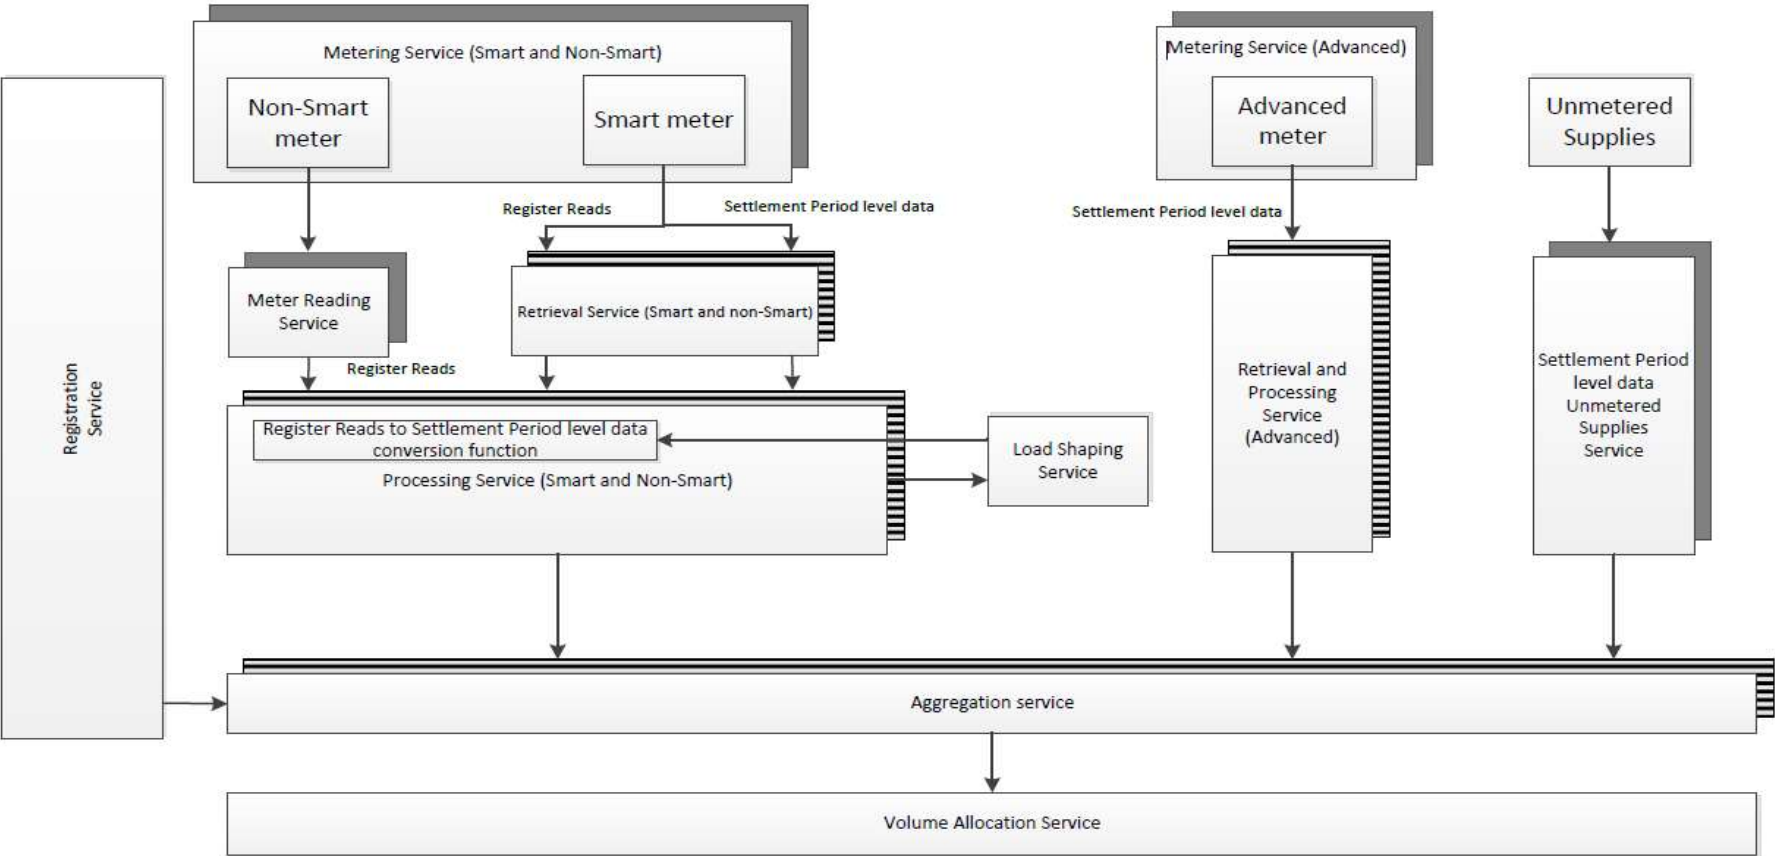 Metering Service (Smart and Non-Smart)
Non-Smart
meter
Smart meter
Metering Service (Advanced)
Advanced
meter
Unmetered
Supplies
Register Reads
Settlement Period level data
Settlement Period level data
Meter Reading
Service
Retrieval Service (Smart and non-Smart)
Register Reads
Registration
Service
Register Reads to Settlement Period level data
conversion function
Processing Service (Smart and Non-Smart)
Load Shaping
Service
Retrieval and
Processing
Service
(Advanced)
Settlement Period
level data
Unmetered
Supplies
Service
Aggregation service
Volume Allocation Service